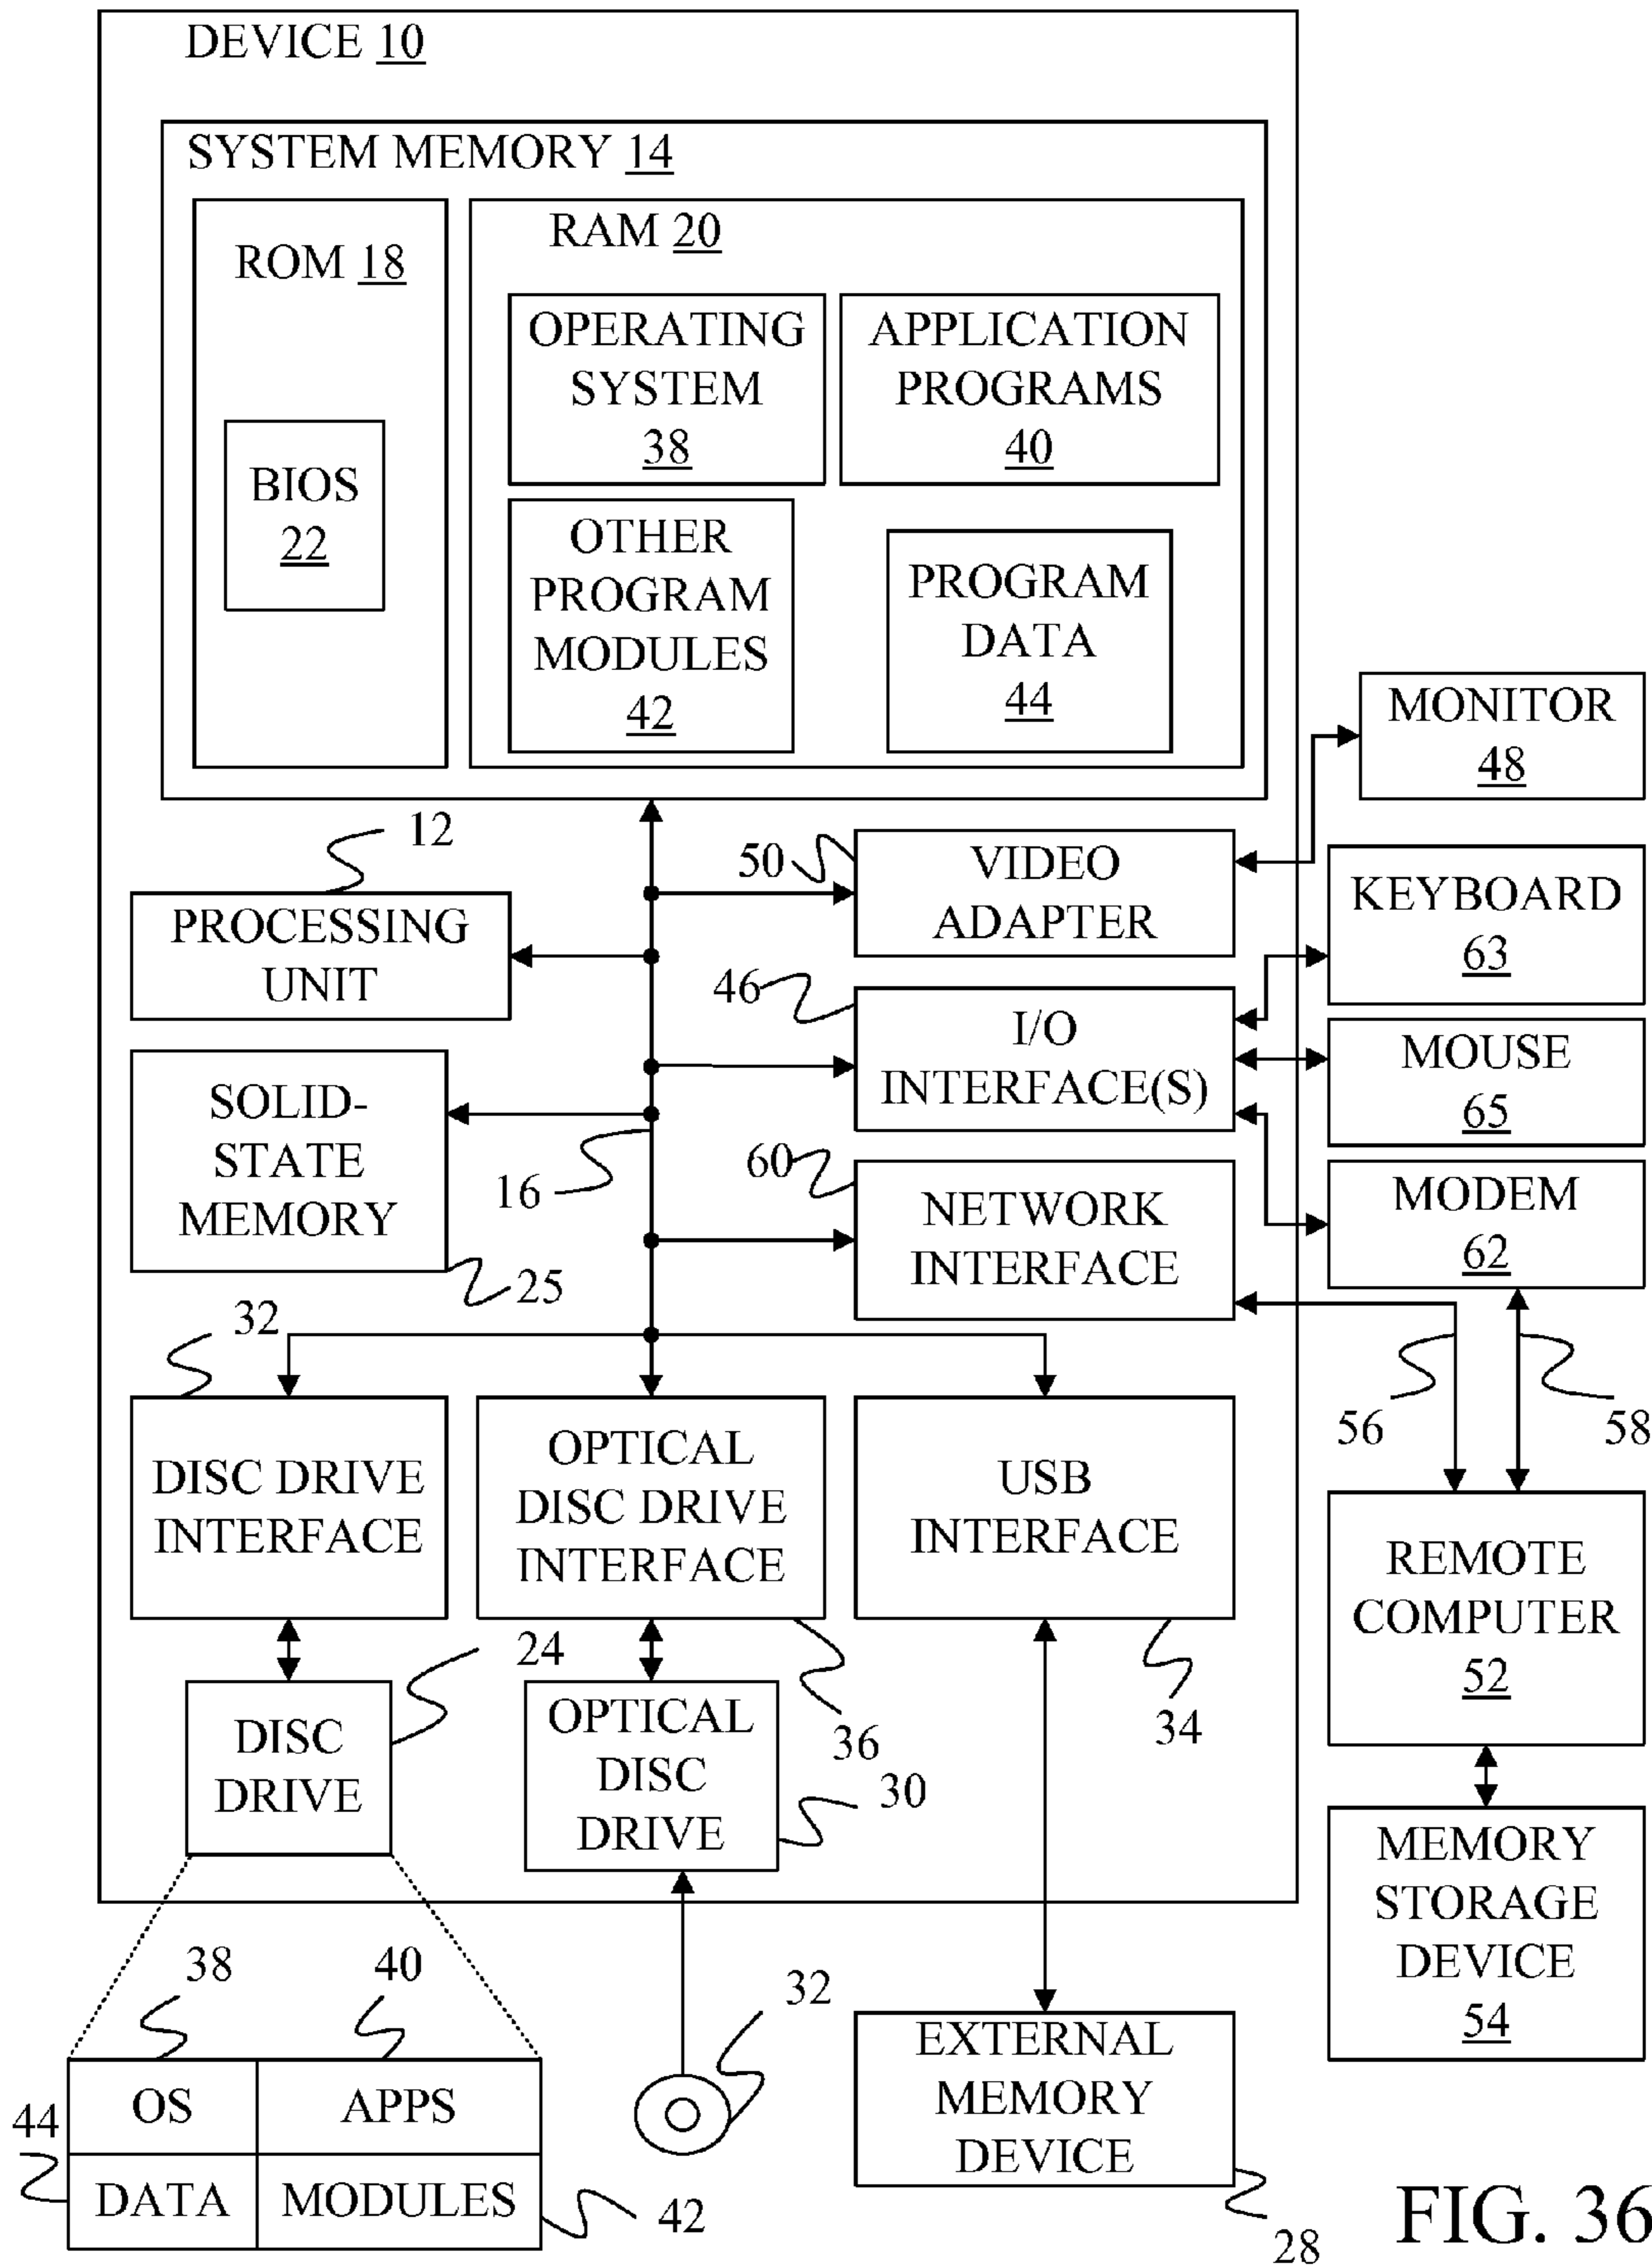 DEVICE 10
SYSTEM MEMORY 14
ROM 18
BIOS
22
RAM 20
OPERATING
SYSTEM
38
APPLICATION
PROGRAMS
40
OTHER
PROGRAM
MODULES
42
PROGRAM
DATA
44
MONITOR
48
12
PROCESSING
UNIT
50
VIDEO
ADAPTER
KEYBOARD
63
46
I/O
INTERFACE(S)
MOUSE
65
SOLID-
STATE
MEMORY
25
16
60
NETWORK
INTERFACE
MODEM
62
32
56
58
DISC DRIVE
INTERFACE
OPTICAL
DISC DRIVE
INTERFACE
USB
INTERFACE
REMOTE
COMPUTER
52
24
36
34
DISC
DRIVE
OPTICAL
DISC
DRIVE
30
MEMORY
STORAGE
DEVICE
54
38
40
32
EXTERNAL
MEMORY
DEVICE
28
44
OS
APPS
DATA
MODULES
42
FIG. 36